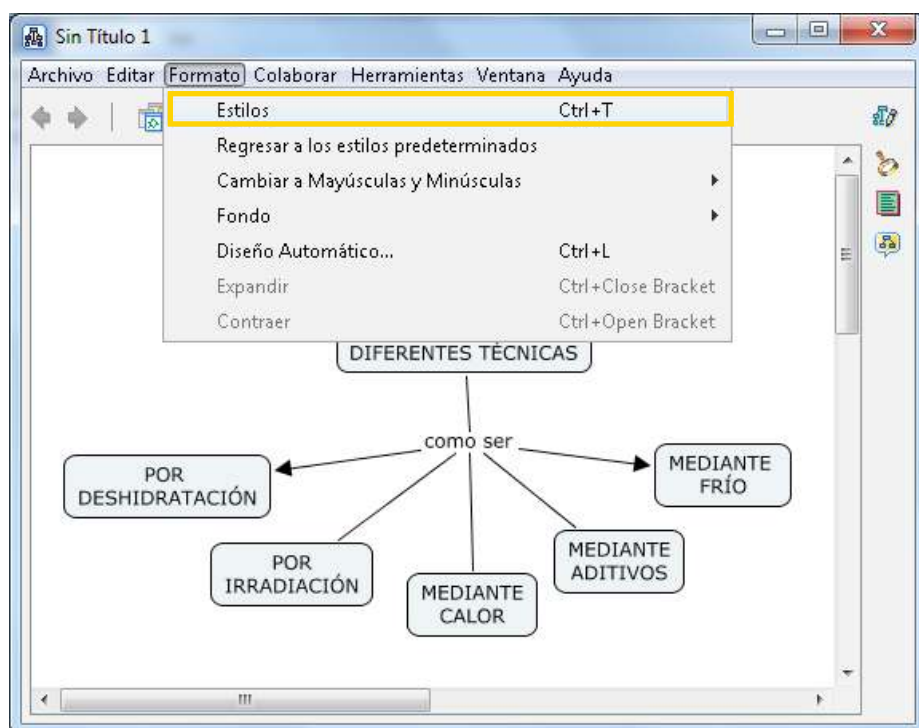 Sin Título 1
Archivo Editar Formato Colaborar Herramientas Ventana Ayuda
Estilos Ctrl+T
Regresar a los estilos predeterminados
Cambiar a Mayúsculas y Minúsculas
Fondo
Diseño Automático... Ctrl+L
Expandir Ctrl+Close Bracket
Contraer Ctrl+Open Bracket
DIFERENTES TÉCNICAS
como ser
POR
DESHIDRATACIÓN
MEDIANTE
FRÍO
POR
IRRADIACIÓN
MEDIANTE
CALOR
MEDIANTE
ADITIVOS